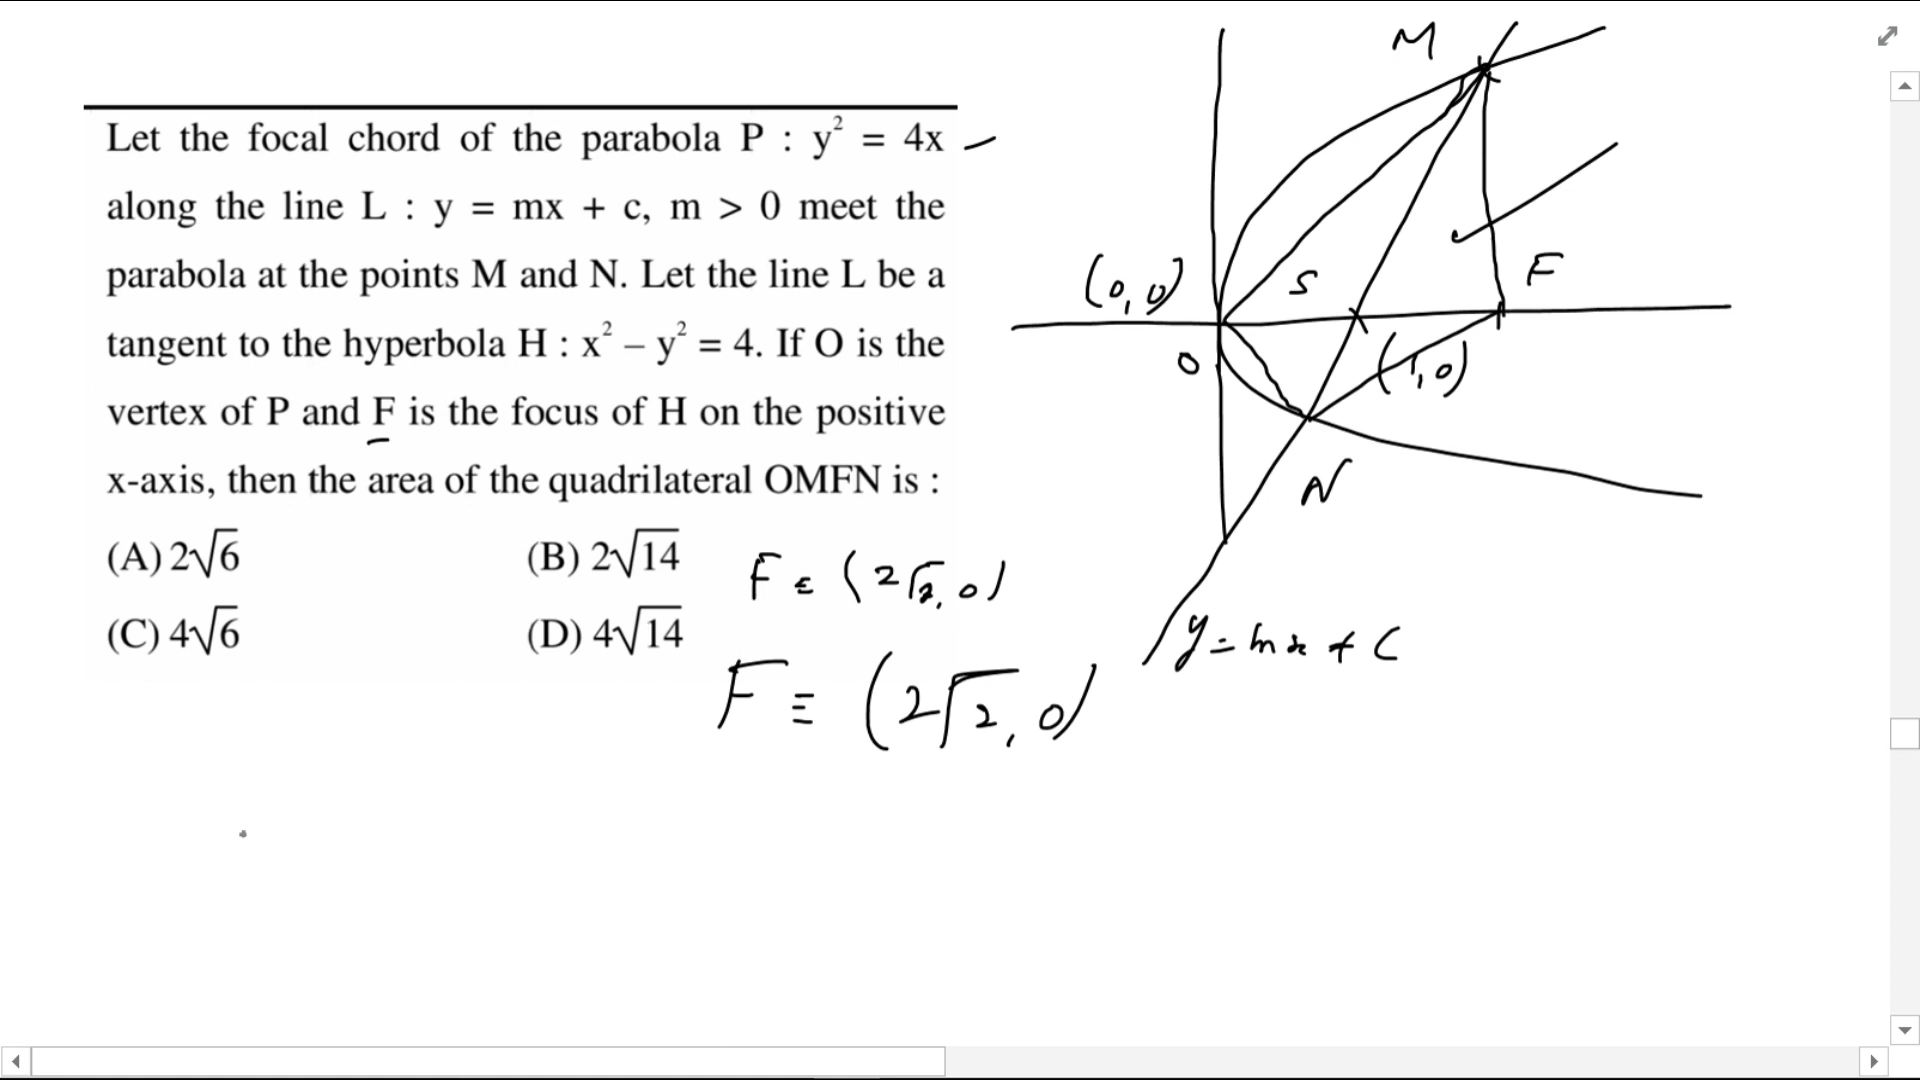 Let the focal chord of the parabola P : y² = 4x
along the line L : y = mx + c, m > 0 meet the
parabola at the points M and N. Let the line L be a
tangent to the hyperbola H : x² – y² = 4. If O is the
vertex of P and F is the focus of H on the positive
x-axis, then the area of the quadrilateral OMFN is :
(A) 2√6 (B) 2√14
(C) 4√6 (D) 4√14
F ≡ (2√2, 0)
F ≡ (2√2, 0)
M
(0, 0)
S
F
O
(1, 0)
N
y = mx + c